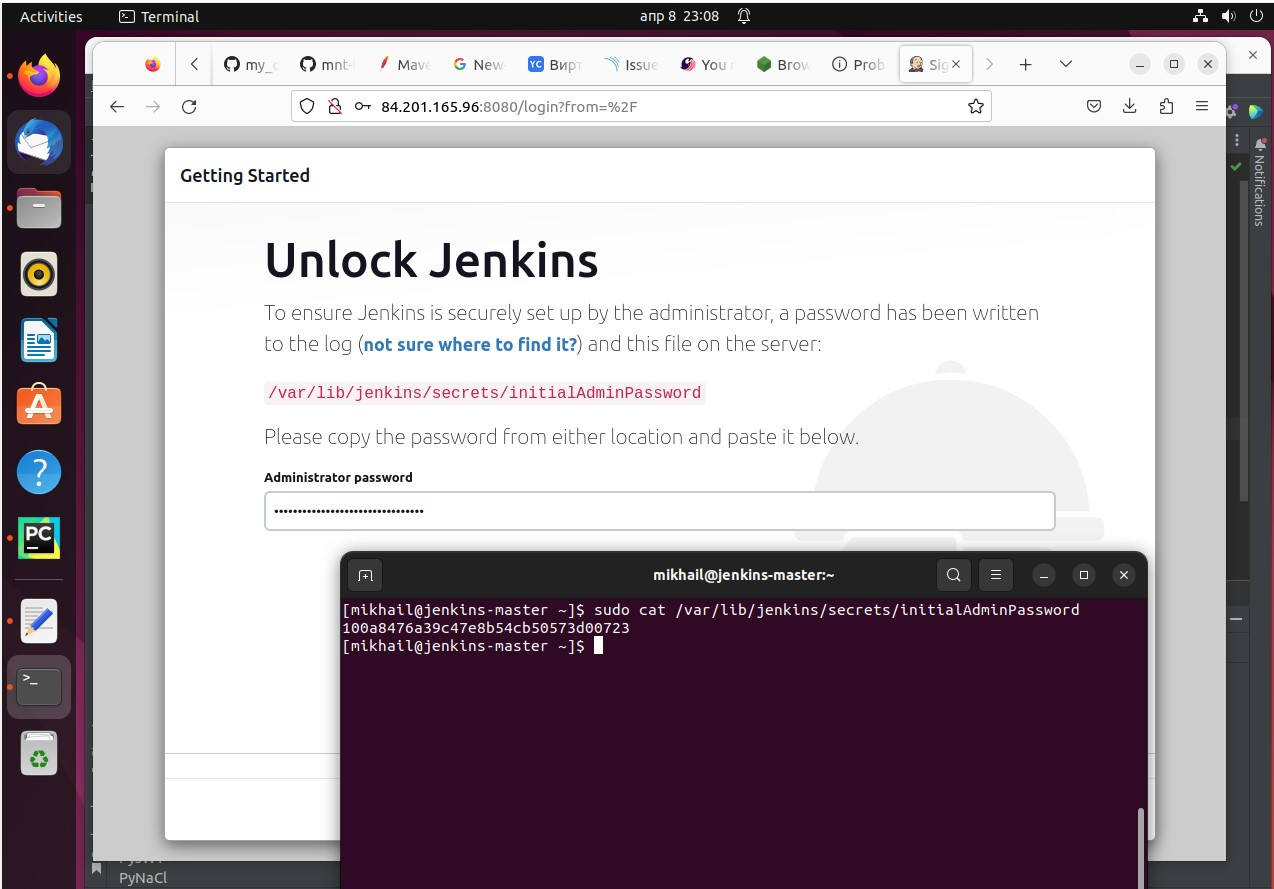 Activities
Terminal
апр 8 23:08
my_
mnt-
Mave
New
YC Вирт
Issue
You
Brow
Prob
Sig
84.201.165.96:8080/login?from=%2F
Getting Started
Unlock Jenkins
To ensure Jenkins is securely set up by the administrator, a password has been written
to the log (not sure where to find it?) and this file on the server:
/var/lib/jenkins/secrets/initialAdminPassword
Please copy the password from either location and paste it below.
Administrator password
Notifications
PC
mikhail@jenkins-master:~
[mikhail@jenkins-master ~]$ sudo cat /var/lib/jenkins/secrets/initialAdminPassword
100a8476a39c47e8b54cb50573d00723
[mikhail@jenkins-master ~]$
PyNaCl